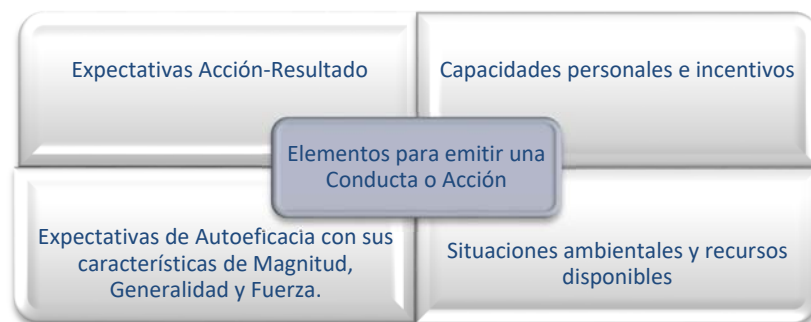 Expectativas Acción-Resultado
Capacidades personales e incentivos
Elementos para emitir una
Conducta o Acción
Expectativas de Autoeficacia con sus
características de Magnitud,
Generalidad y Fuerza.
Situaciones ambientales y recursos
disponibles